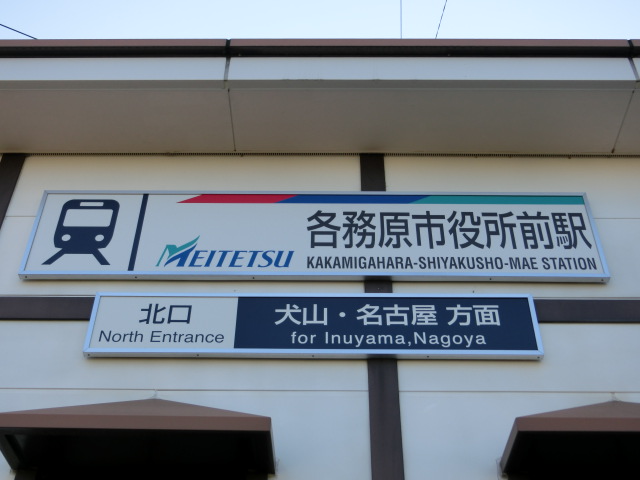 各務原市役所前駅
MEITETSU
KAKAMIGAHARA-SHIYAKUSHO-MAE STATION
北口
North Entrance
犬山・名古屋 方面
for Inuyama,Nagoya